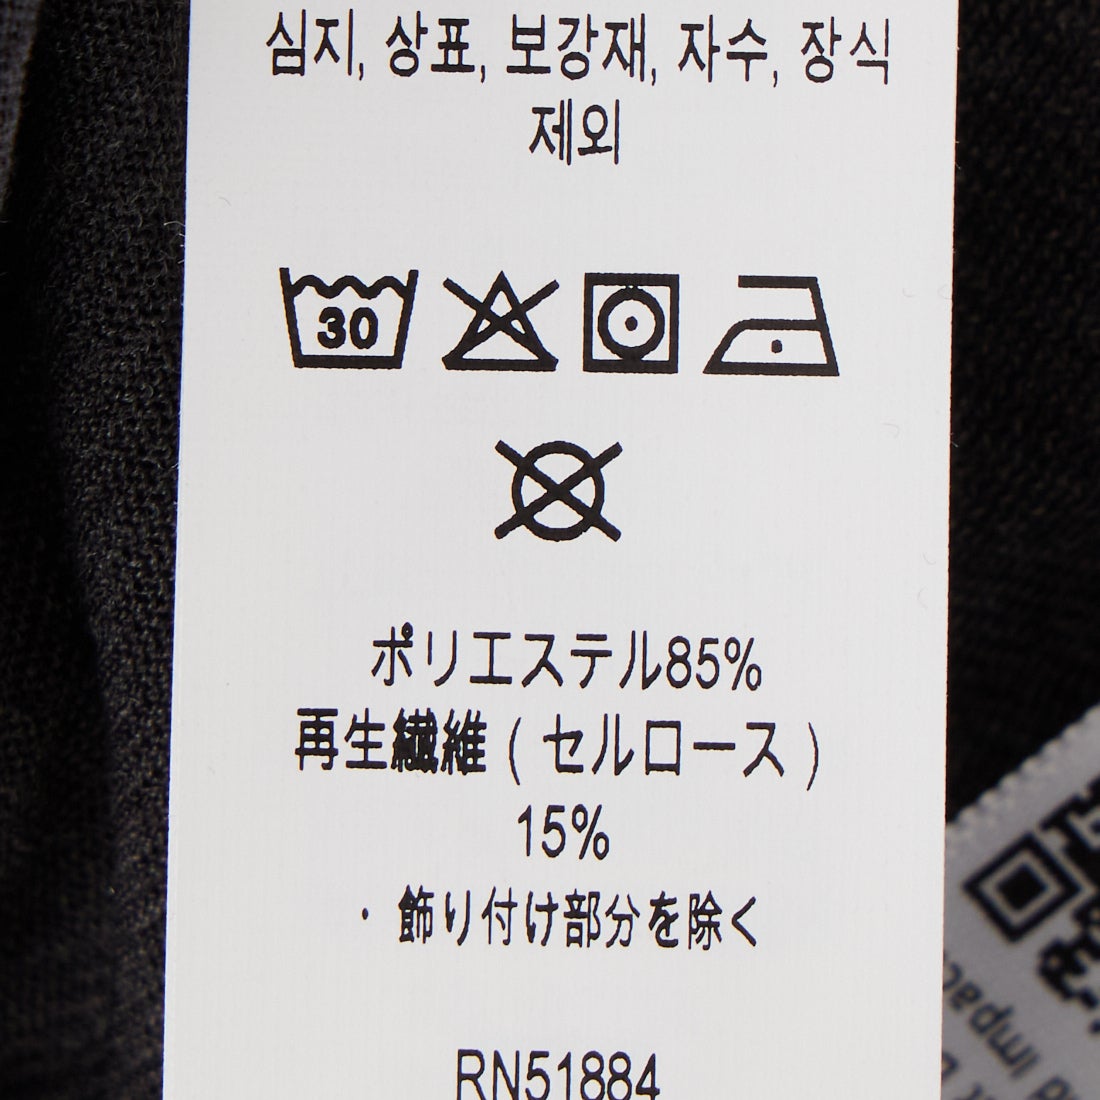 심지, 상표, 보강재, 자수, 장식
제외
30
ポリエステル85%
再生繊維 ( セルロース )
15%
・飾り付け部分を除く
RN51884